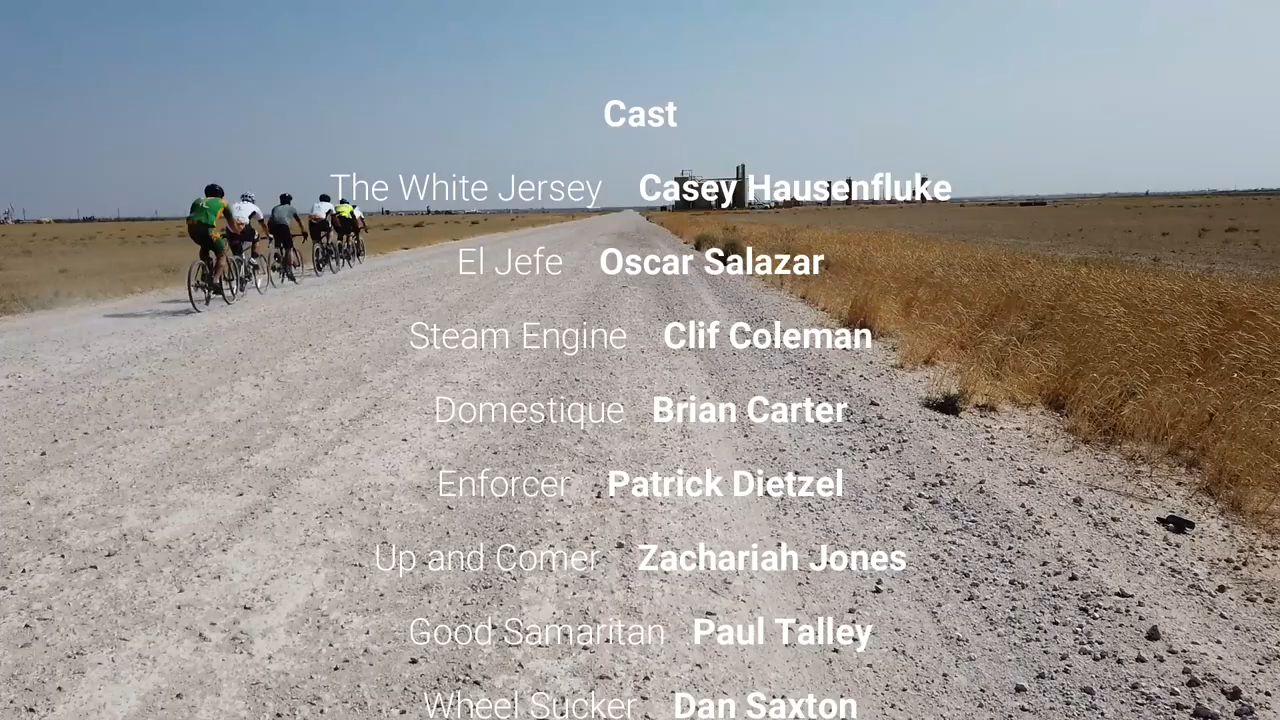 Cast
The White Jersey Casey Hausenfluke
El Jefe Oscar Salazar
Steam Engine Clif Coleman
Domestique Brian Carter
Enforcer Patrick Dietzel
Up and Comer Zachariah Jones
Good Samaritan Paul Talley
Wheel Sucker Dan Saxton